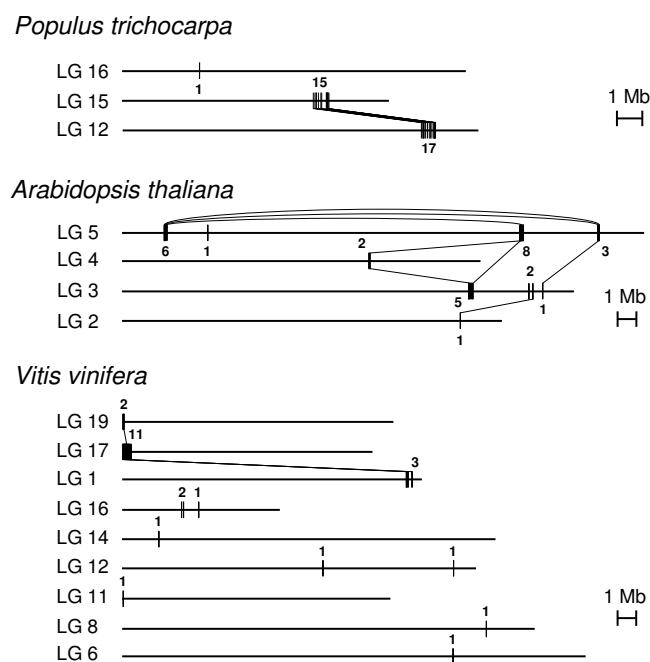 Populus trichocarpa
LG 16
1
LG 15
15
LG 12
17
1 Mb
Arabidopsis thaliana
LG 5
6
1
8
3
LG 4
2
LG 3
5
2
1
1 Mb
LG 2
1
Vitis vinifera
LG 19
2
LG 17
11
LG 1
3
LG 16
2 1
LG 14
1
LG 12
1 1
LG 11
1
LG 8
1
1 Mb
LG 6
1